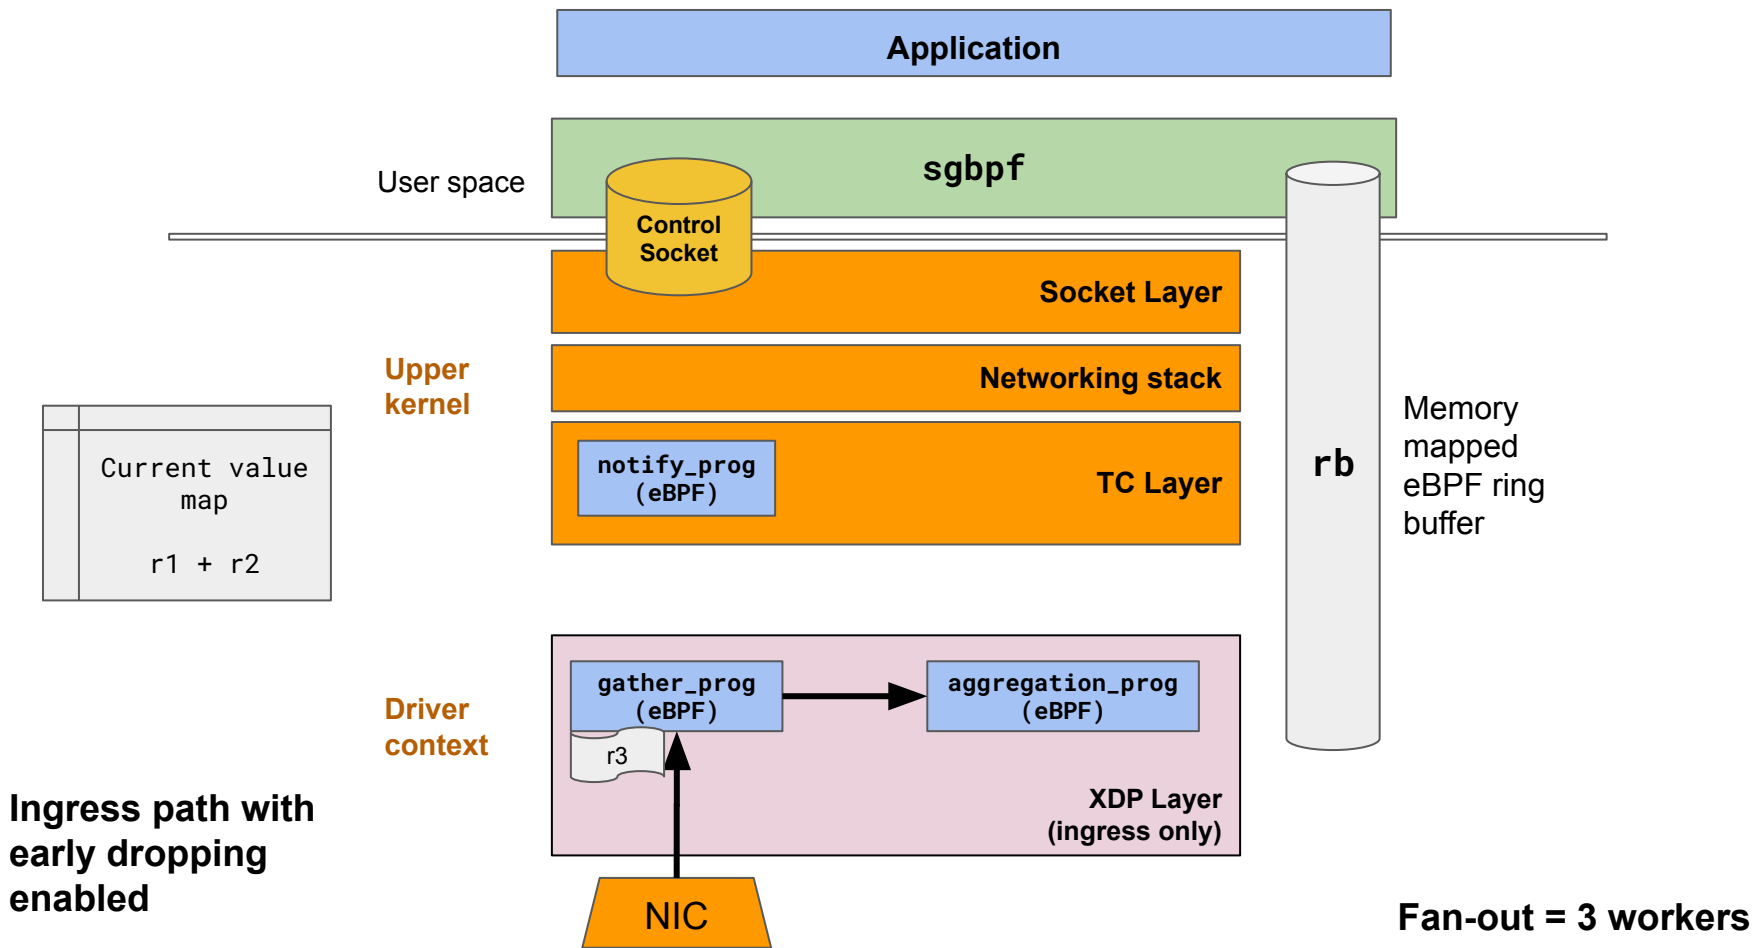 Application
sgbpf
User space
Control
Socket
Socket Layer
Upper
kernel
Networking stack
Current value
map
r1 + r2
notify_prog
(eBPF)
TC Layer
rb
Memory
mapped
eBPF ring
buffer
Driver
context
gather_prog
(eBPF)
aggregation_prog
(eBPF)
r3
XDP Layer
(ingress only)
Ingress path with
early dropping
enabled
NIC
Fan-out = 3 workers